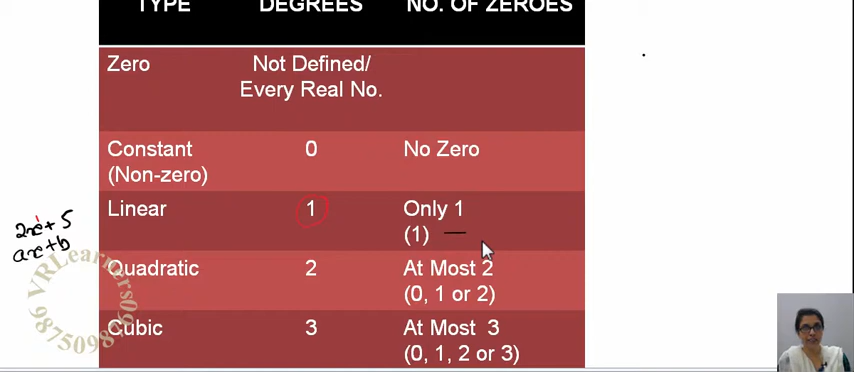 TYPE DEGREES NO. OF ZEROES
Zero Not Defined/
Every Real No.
Constant 0 No Zero
(Non-zero)
Linear 1 Only 1
(1)
2x¹ + 5
ax + b
Quadratic 2 At Most 2
(0, 1 or 2)
Cubic 3 At Most 3
(0, 1, 2 or 3)